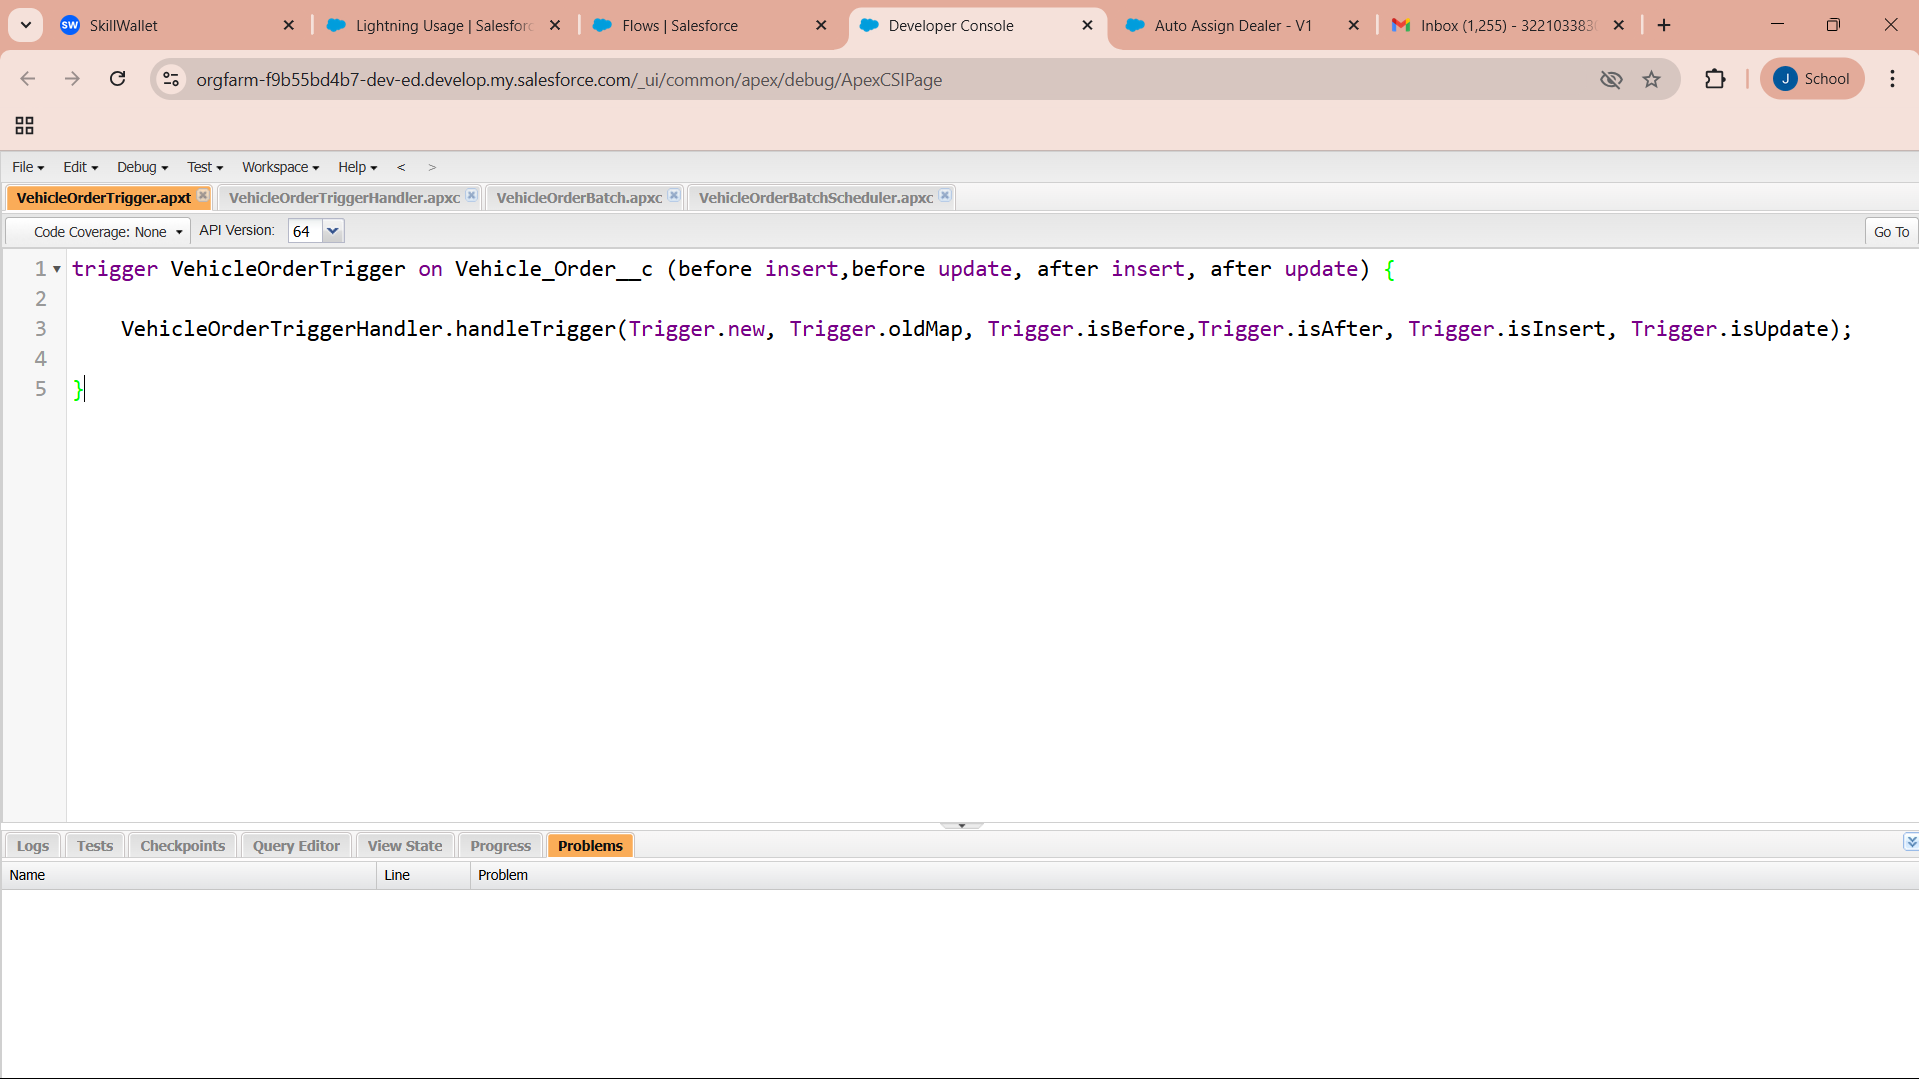 SW SkillWallet
Lightning Usage | Salesforc
Flows | Salesforce
Developer Console
Auto Assign Dealer - V1
Inbox (1,255) - 322103383
orgfarm-f9b55bd4b7-dev-ed.develop.my.salesforce.com/_ui/common/apex/debug/ApexCSIPage
J School
File Edit Debug Test Workspace Help < >
VehicleOrderTrigger.apxt VehicleOrderTriggerHandler.apxc VehicleOrderBatch.apxc VehicleOrderBatchScheduler.apxc
Code Coverage: None API Version: 64 Go To
1 trigger VehicleOrderTrigger on Vehicle_Order__c (before insert,before update, after insert, after update) {
2
3 VehicleOrderTriggerHandler.handleTrigger(Trigger.new, Trigger.oldMap, Trigger.isBefore,Trigger.isAfter, Trigger.isInsert, Trigger.isUpdate);
4
5 }
Logs Tests Checkpoints Query Editor View State Progress Problems
Name Line Problem